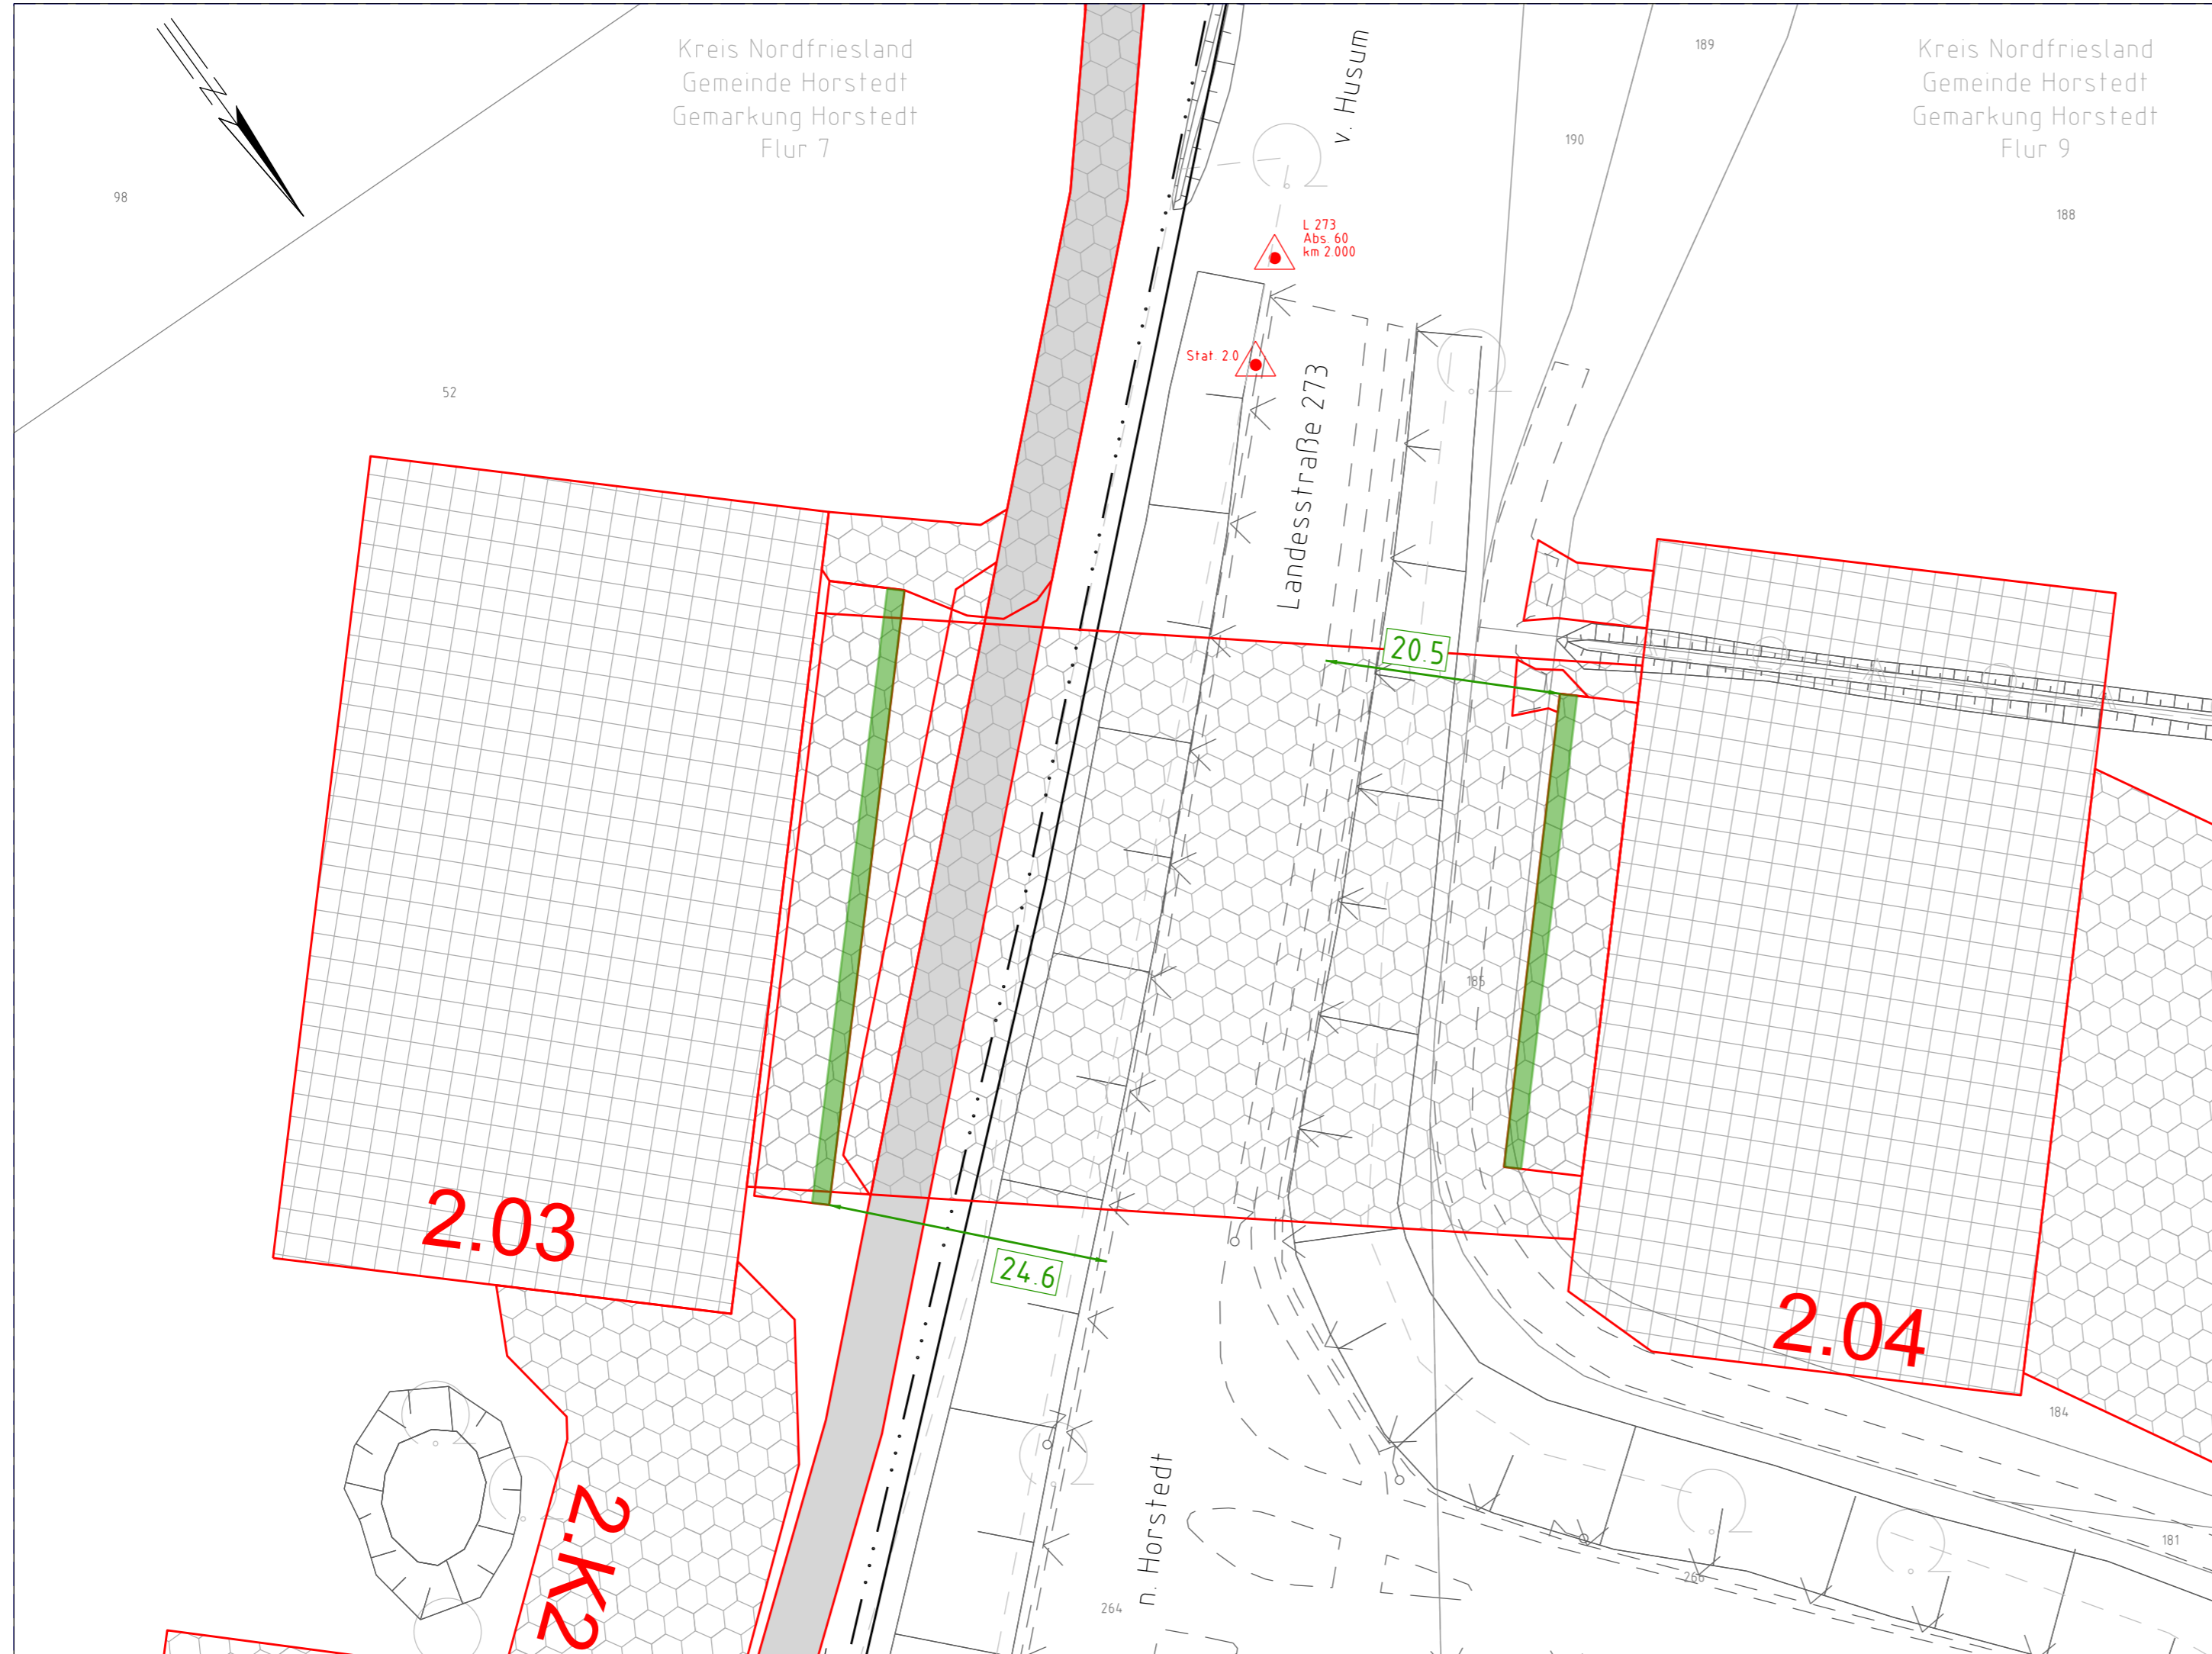 Kreis Nordfriesland
Gemeinde Horstedt
Gemarkung Horstedt
Flur 7
v. Husum
189
Kreis Nordfriesland
Gemeinde Horstedt
Gemarkung Horstedt
Flur 9
190
98
188
L 273
Abs. 60
km 2.000
Stat. 2.0
52
Landesstraße 273
20.5
185
2.03
24.6
2.04
184
2.K2
n. Horstedt
181
266
264